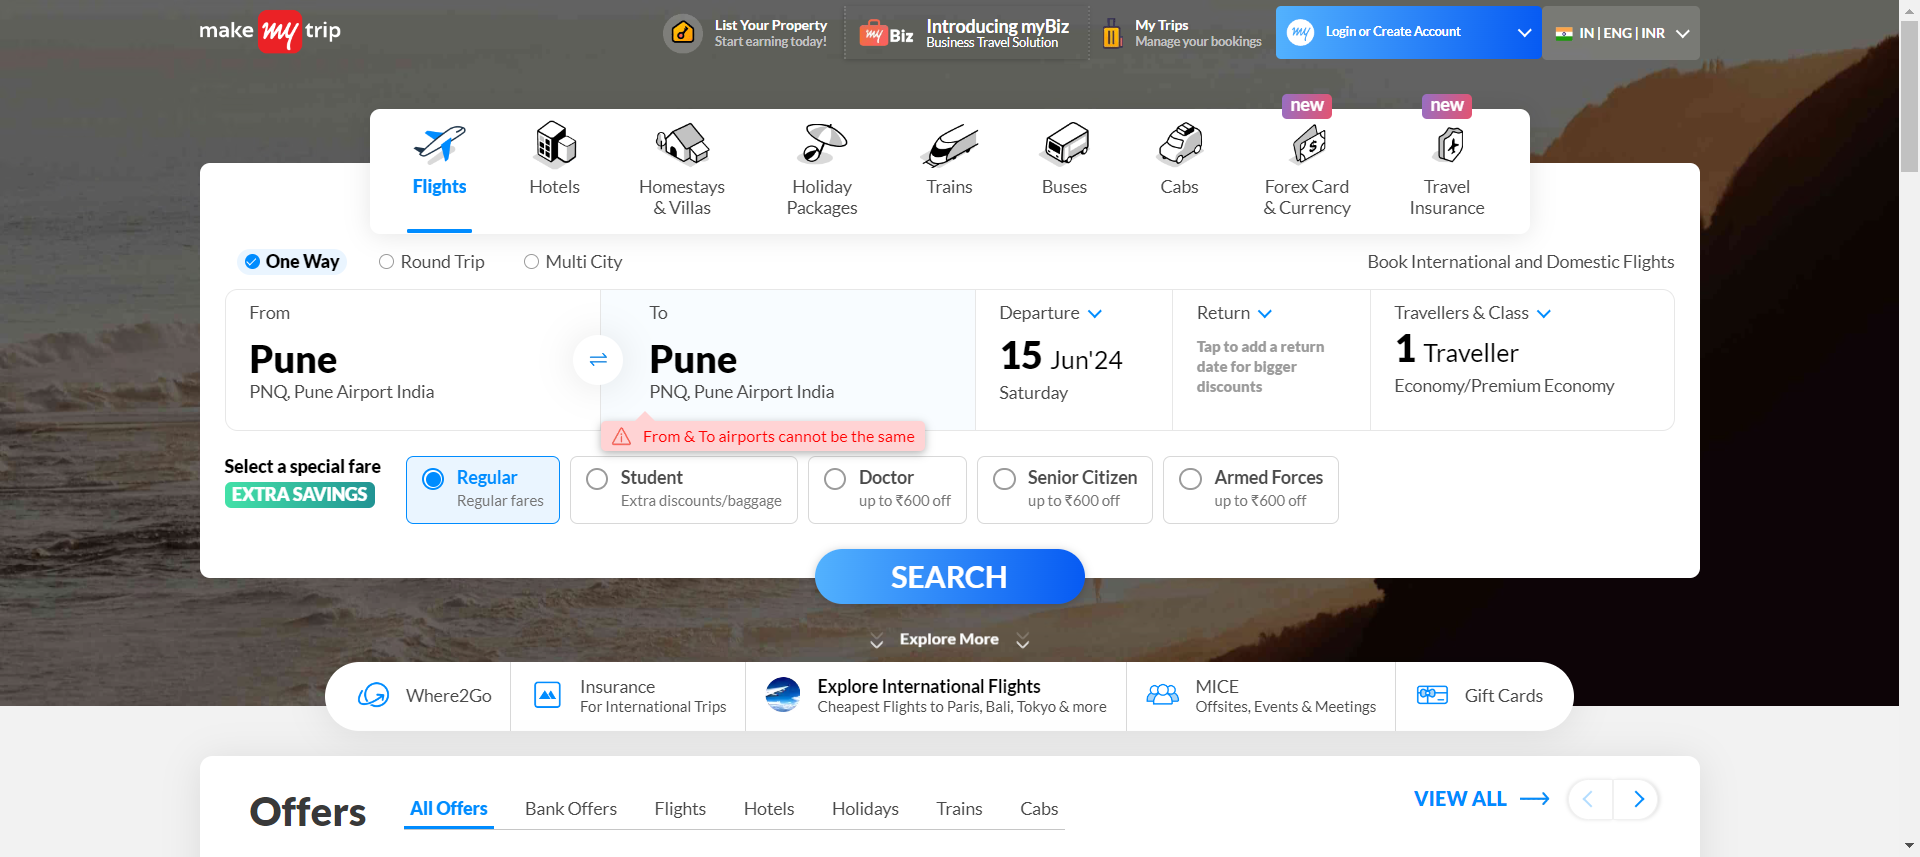 make my trip
List Your Property
Start earning today!
my Biz
Introducing myBiz
Business Travel Solution
My Trips
Manage your bookings
my
Login or Create Account
IN | ENG | INR
new
new
Flights
Hotels
Homestays
& Villas
Holiday
Packages
Trains
Buses
Cabs
Forex Card
& Currency
Travel
Insurance
One Way
Round Trip
Multi City
Book International and Domestic Flights
From
Pune
PNQ, Pune Airport India
To
Pune
PNQ, Pune Airport India
From & To airports cannot be the same
Departure
15 Jun'24
Saturday
Return
Tap to add a return
date for bigger
discounts
Travellers & Class
1 Traveller
Economy/Premium Economy
Select a special fare
EXTRA SAVINGS
Regular
Regular fares
Student
Extra discounts/baggage
Doctor
up to ₹600 off
Senior Citizen
up to ₹600 off
Armed Forces
up to ₹600 off
SEARCH
Explore More
Where2Go
Insurance
For International Trips
Explore International Flights
Cheapest Flights to Paris, Bali, Tokyo & more
MICE
Offsites, Events & Meetings
Gift Cards
Offers
All Offers
Bank Offers
Flights
Hotels
Holidays
Trains
Cabs
VIEW ALL